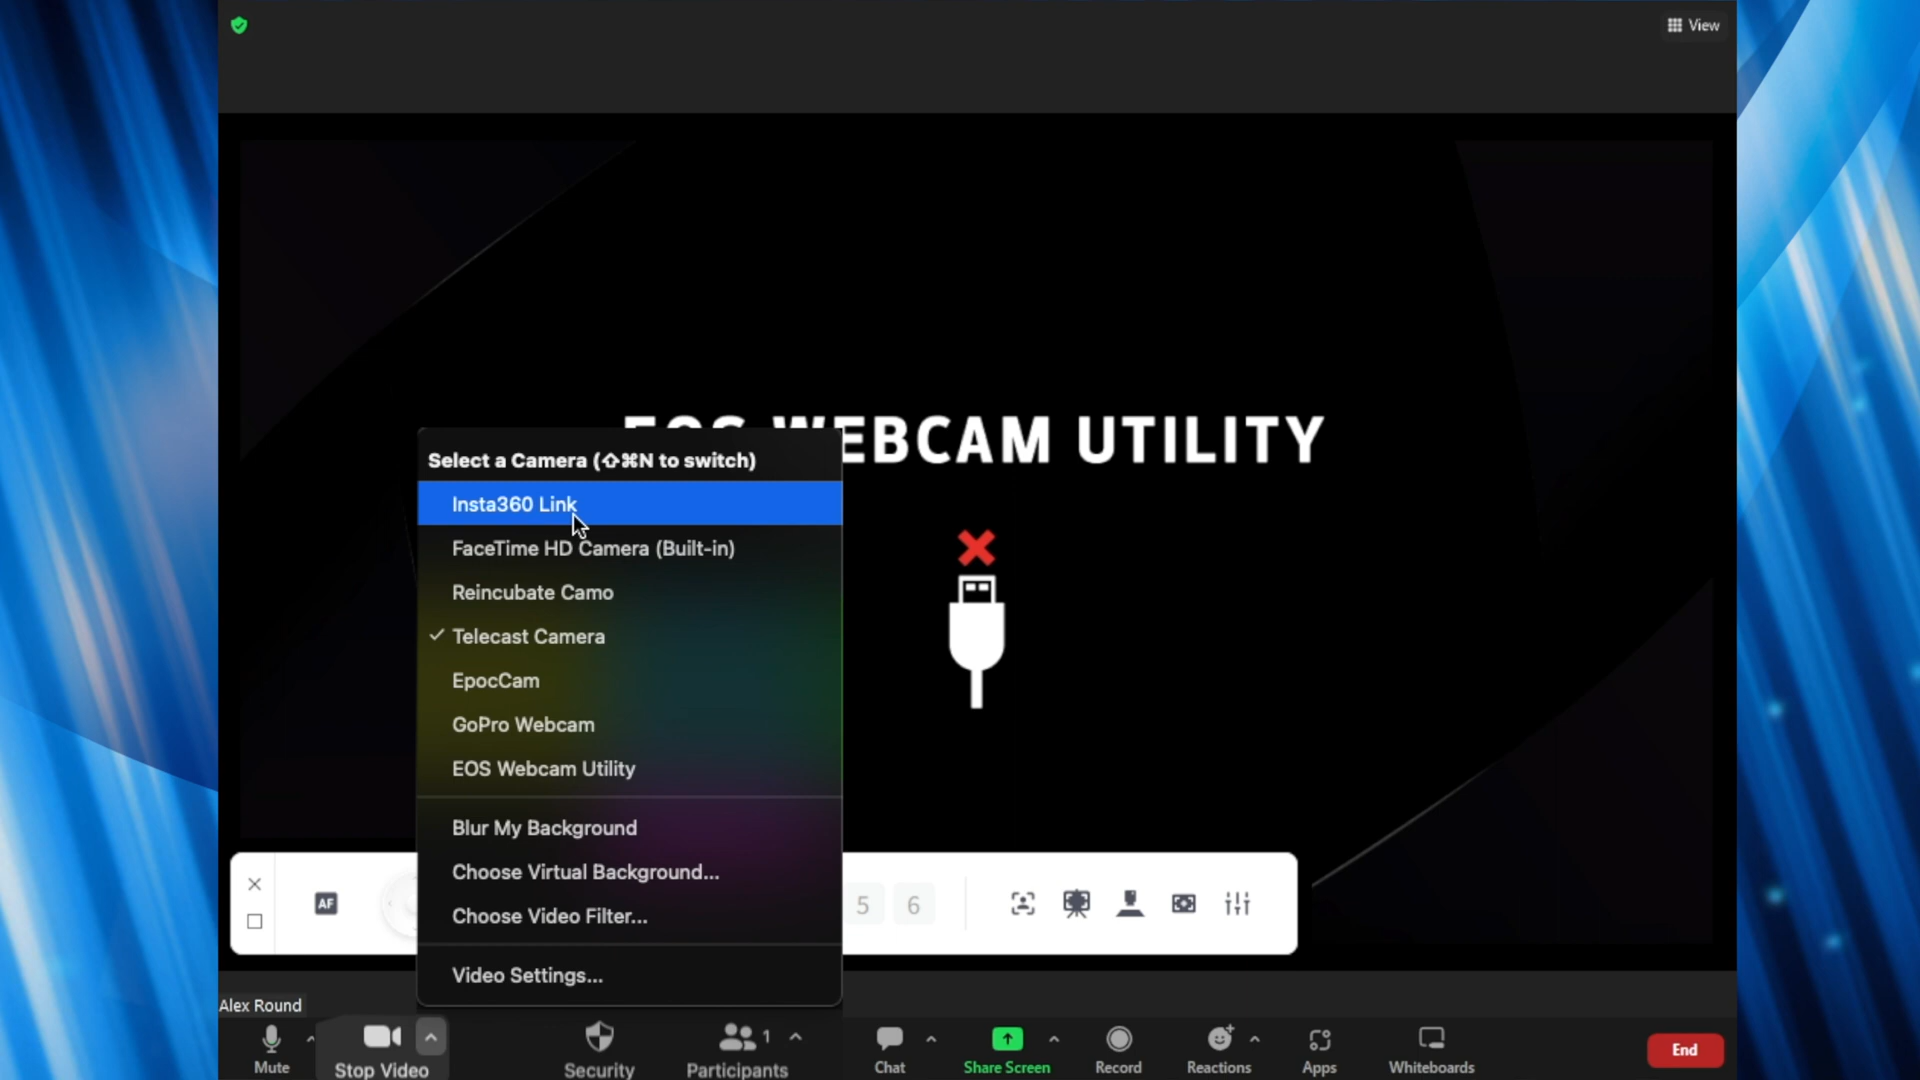 View
EOS WEBCAM UTILITY
Select a Camera (⇧⌘N to switch)
Insta360 Link
FaceTime HD Camera (Built-in)
Reincubate Camo
✓ Telecast Camera
EpocCam
GoPro Webcam
EOS Webcam Utility
Blur My Background
Choose Virtual Background...
Choose Video Filter...
Video Settings...
AF
5 6
Alex Round
Mute
Stop Video
Security
Participants 1
Chat
Share Screen
Record
Reactions
Apps
Whiteboards
End